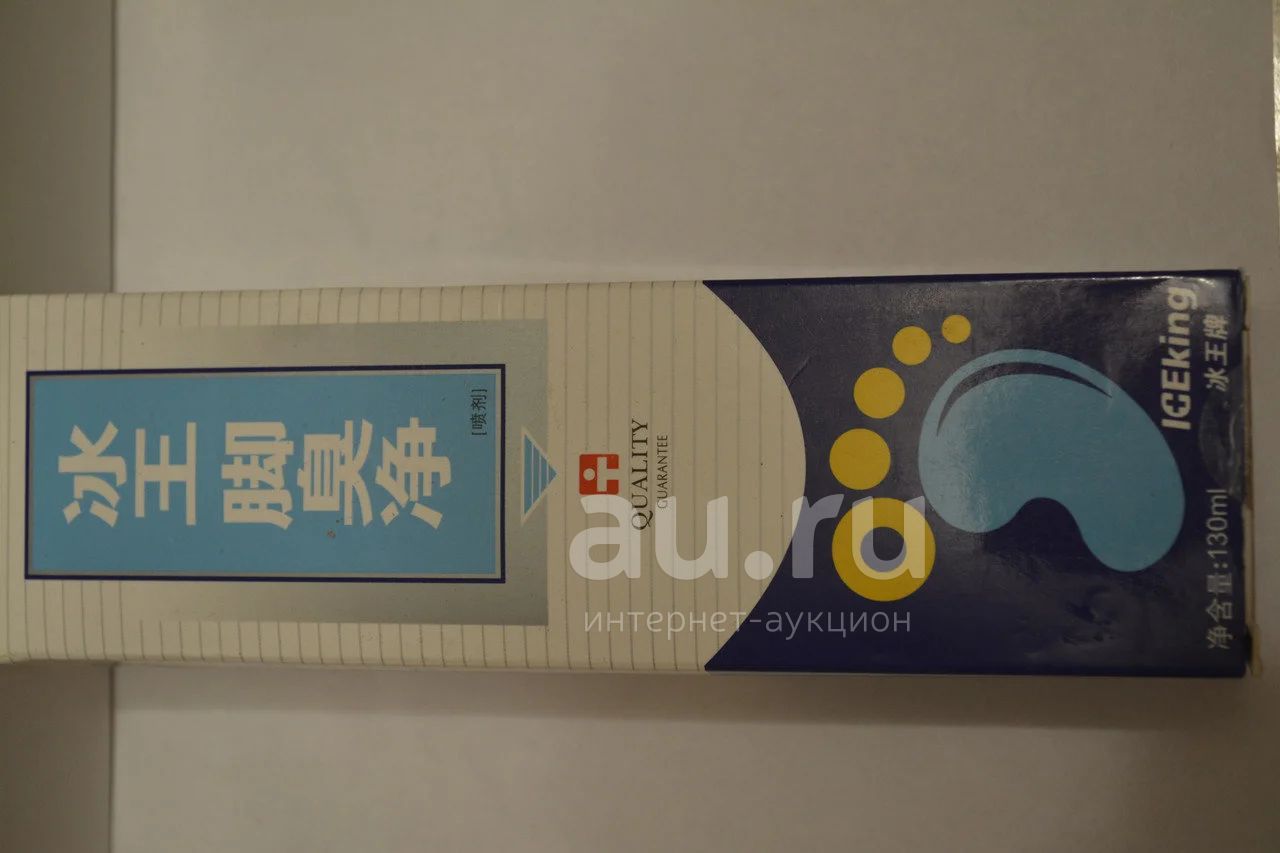 冰王
脚臭净
[喷剂]
QUALITY
GUARANTEE
ICEking
冰王牌
净含量:130ml
au.ru
интернет-аукцион